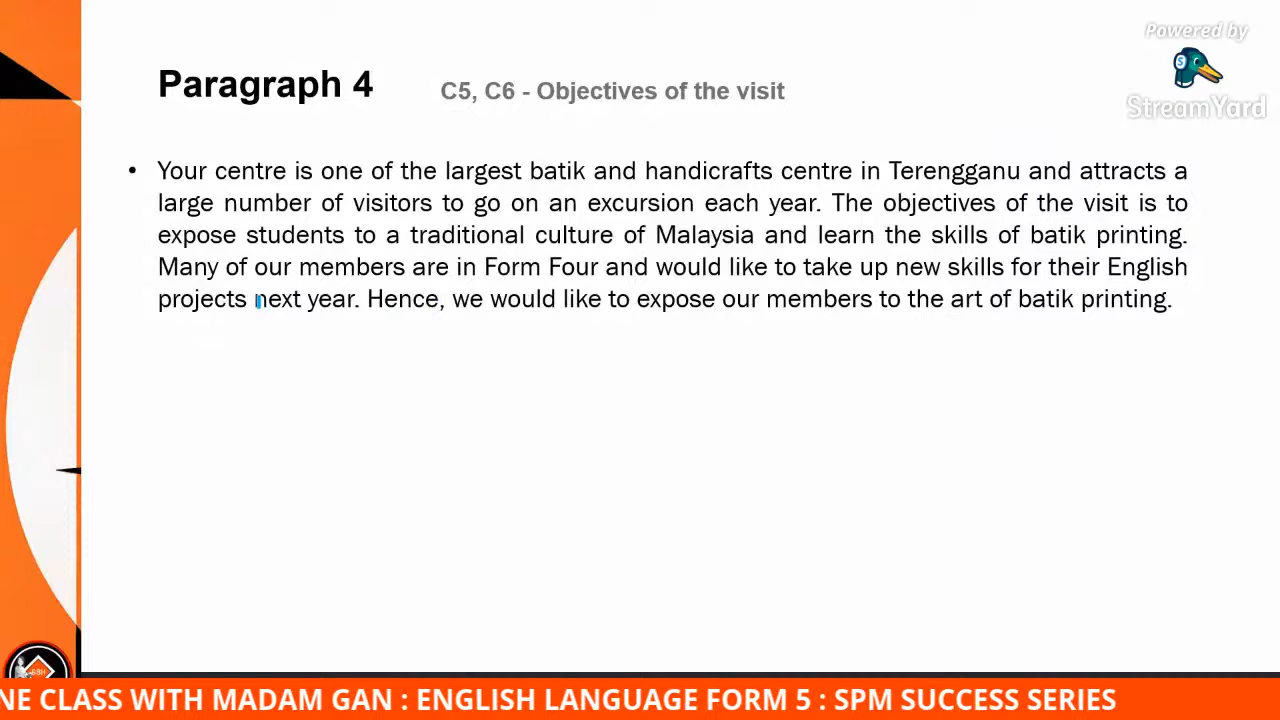 Powered by
StreamYard
Paragraph 4
C5, C6 - Objectives of the visit
• Your centre is one of the largest batik and handicrafts centre in Terengganu and attracts a
large number of visitors to go on an excursion each year. The objectives of the visit is to
expose students to a traditional culture of Malaysia and learn the skills of batik printing.
Many of our members are in Form Four and would like to take up new skills for their English
projects next year. Hence, we would like to expose our members to the art of batik printing.
NE CLASS WITH MADAM GAN : ENGLISH LANGUAGE FORM 5 : SPM SUCCESS SERIES